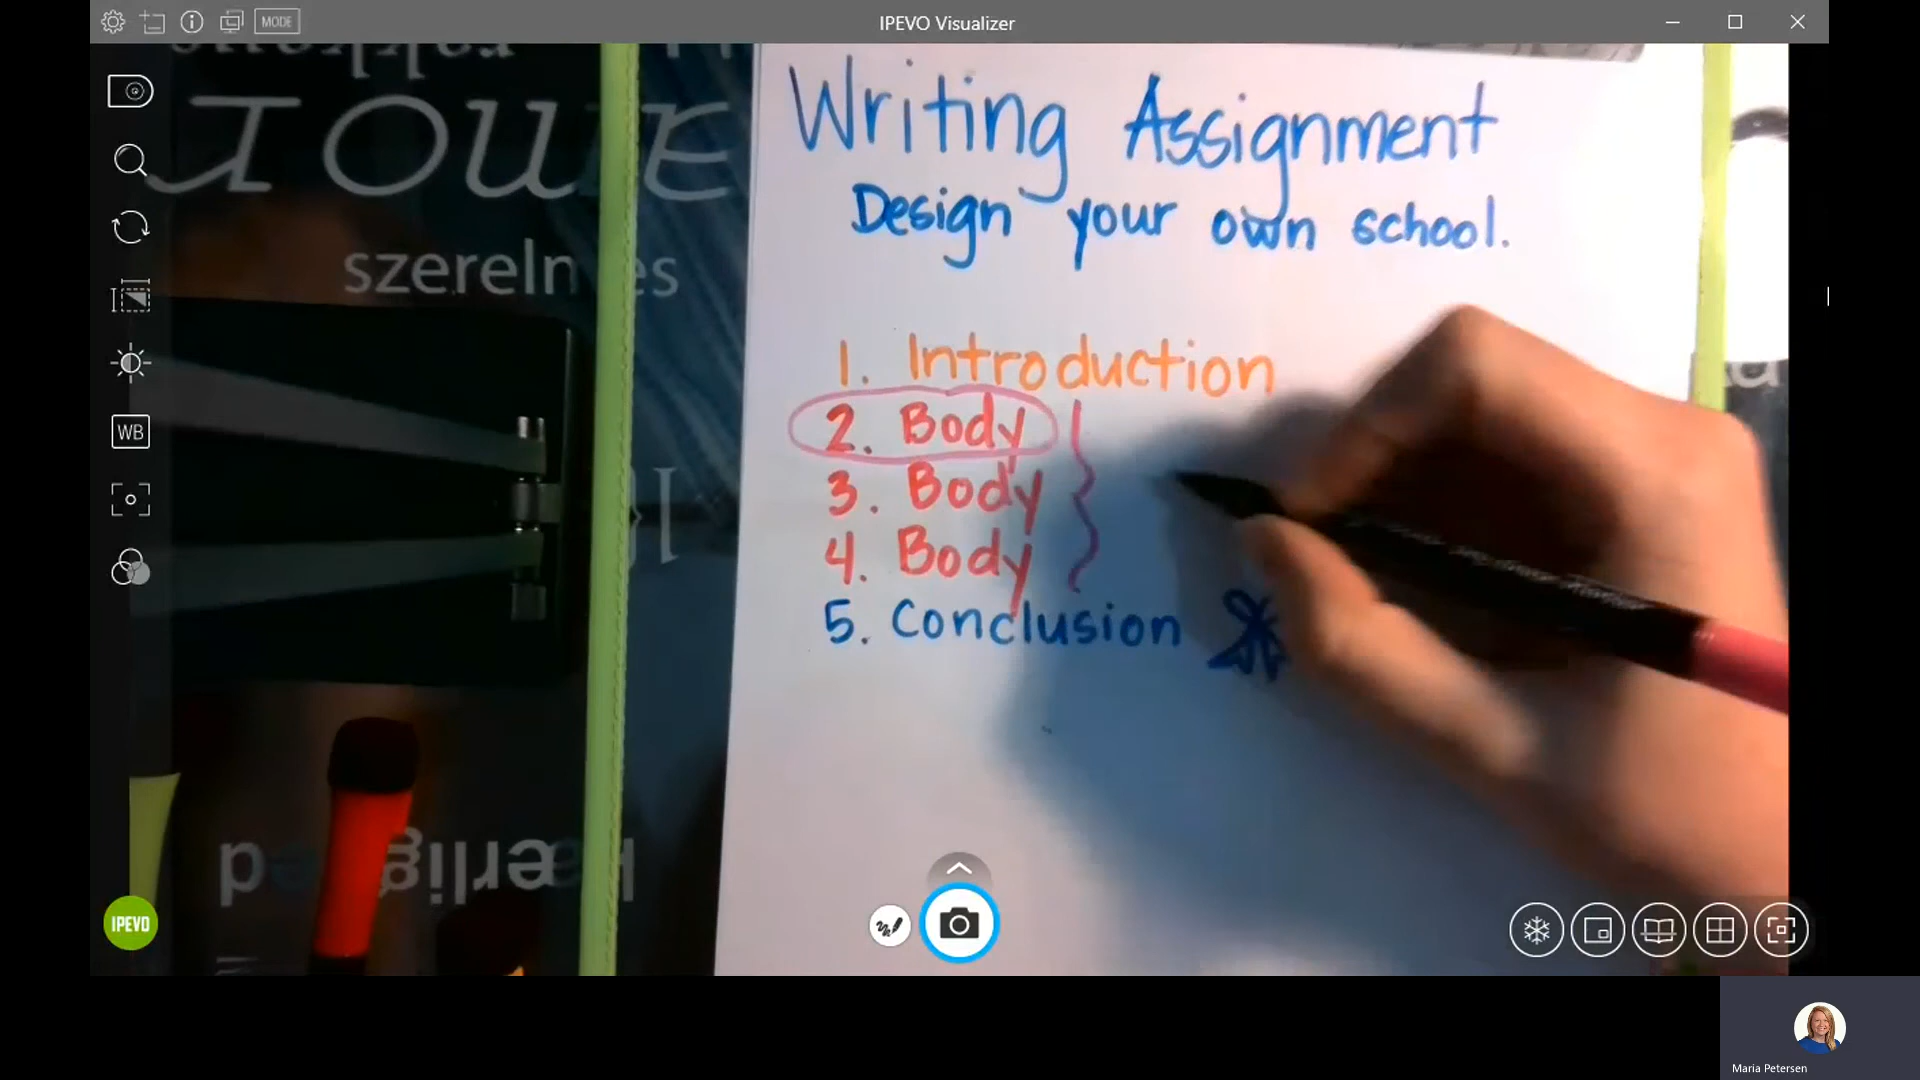 MODE
IPEVO Visualizer
Writing Assignment
Design your own school.
szereln es
WB
1. Introduction
2. Body
3. Body
4. Body
5. Conclusion
kærlighed
IPEVO
Maria Petersen